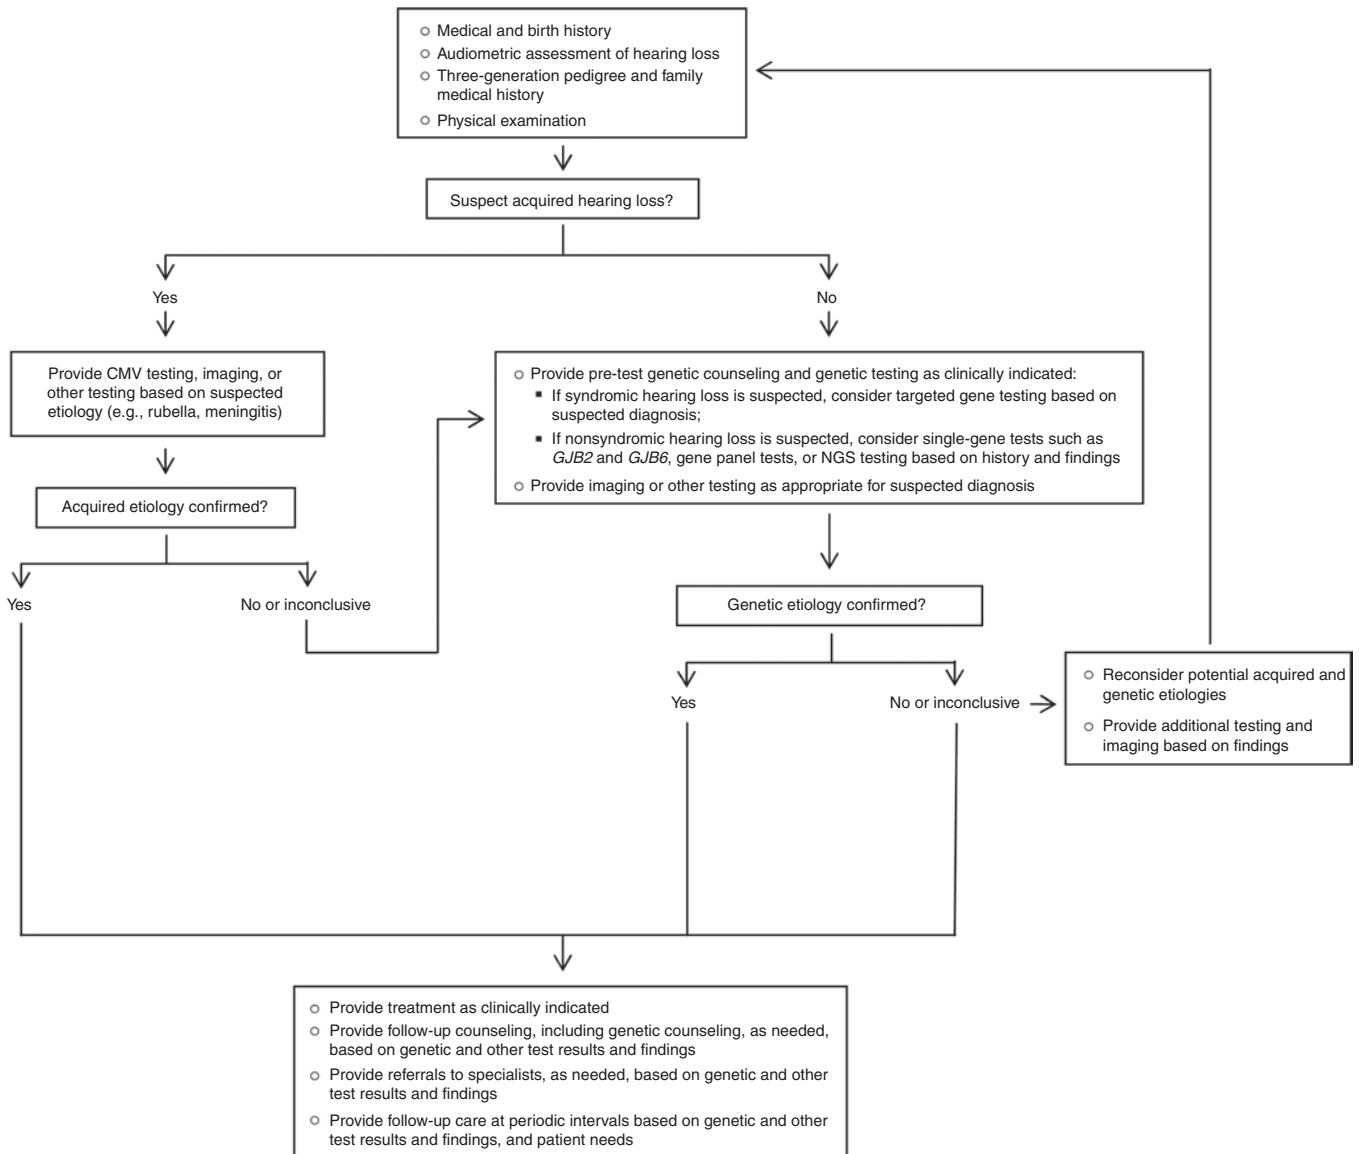 Medical and birth history
Audiometric assessment of hearing loss
Three-generation pedigree and family
medical history
Physical examination
Suspect acquired hearing loss?
Yes
No
Provide CMV testing, imaging, or
other testing based on suspected
etiology (e.g., rubella, meningitis)
Provide pre-test genetic counseling and genetic testing as clinically indicated:
If syndromic hearing loss is suspected, consider targeted gene testing based on
suspected diagnosis;
If nonsyndromic hearing loss is suspected, consider single-gene tests such as
GJB2 and GJB6, gene panel tests, or NGS testing based on history and findings
Provide imaging or other testing as appropriate for suspected diagnosis
Acquired etiology confirmed?
Yes
No or inconclusive
Genetic etiology confirmed?
Yes
No or inconclusive
Reconsider potential acquired and
genetic etiologies
Provide additional testing and
imaging based on findings
Provide treatment as clinically indicated
Provide follow-up counseling, including genetic counseling, as needed,
based on genetic and other test results and findings
Provide referrals to specialists, as needed, based on genetic and other
test results and findings
Provide follow-up care at periodic intervals based on genetic and other
test results and findings, and patient needs